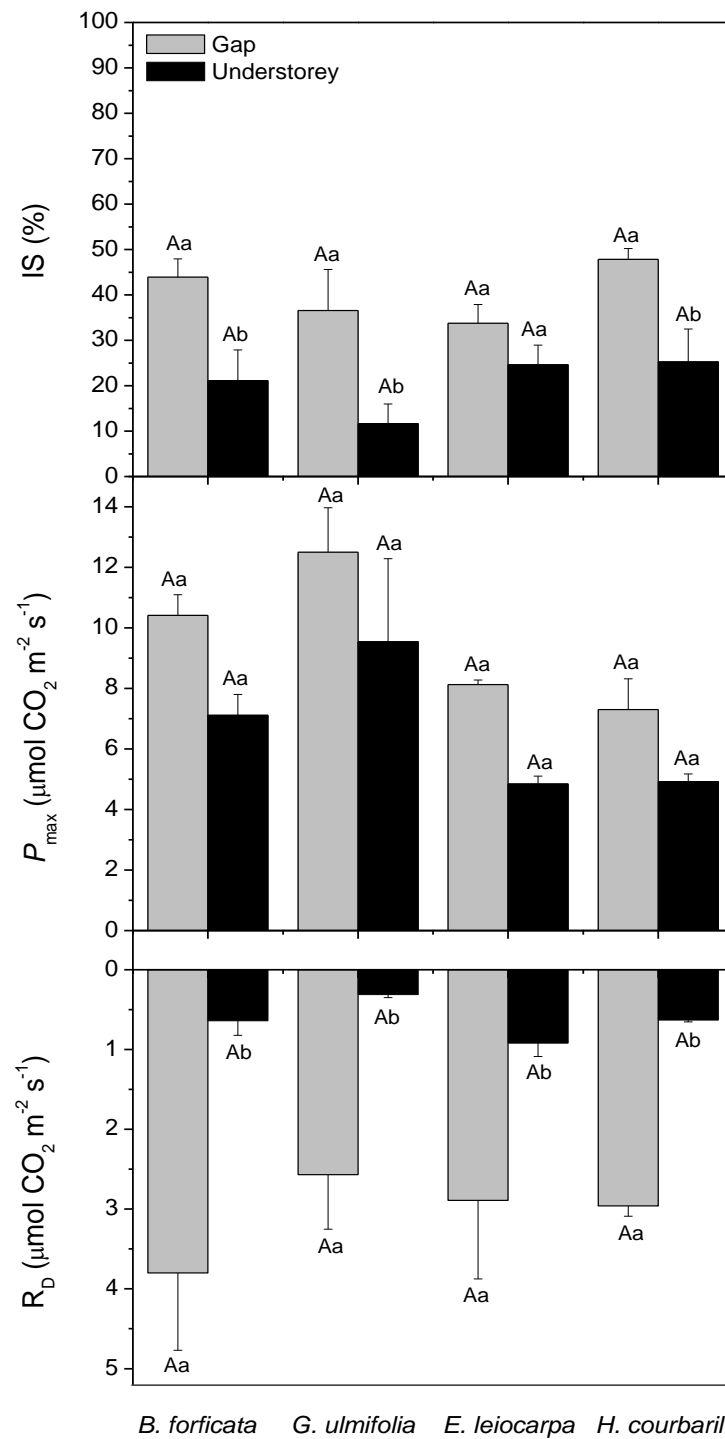 100
90
80
70
60
50
40
30
20
10
0
IS (%)
Gap
Understorey
Aa
Ab
Aa
Ab
Aa
Aa
Aa
Ab
14
12
10
8
6
4
2
0
P max (μmol CO2 m-2 s-1)
Aa
Aa
Aa
Aa
Aa
Aa
Aa
Aa
0
1
2
3
4
5
RD (μmol CO2 m-2 s-1)
Aa
Ab
Aa
Ab
Aa
Ab
Aa
Ab
B. forficata G. ulmifolia E. leiocarpa H. courbaril